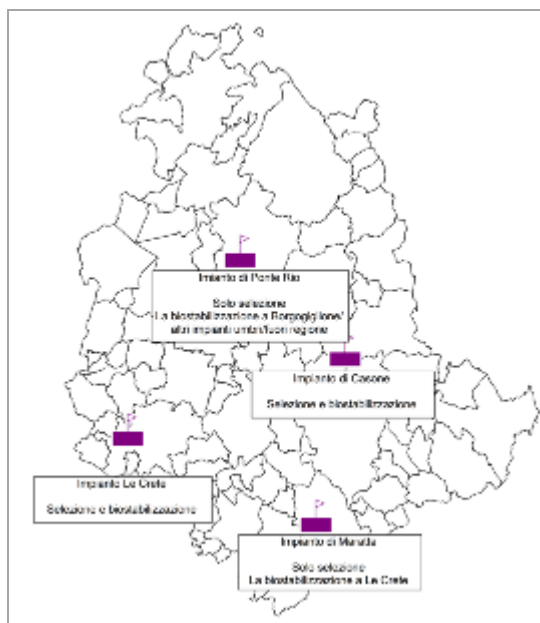 Imianto di Ponte Rio
Solo selezione
La biostabilizzazione a Borgogiglione/
altri impianti umbri/fuori regione
Impianto di Casone
Selezione e biostabilizzazione
Impianto Le Crete
Selezione e biostabilizzazione
Impianto di Maratta
Solo selezione
La biostabilizzazione a Le Crete